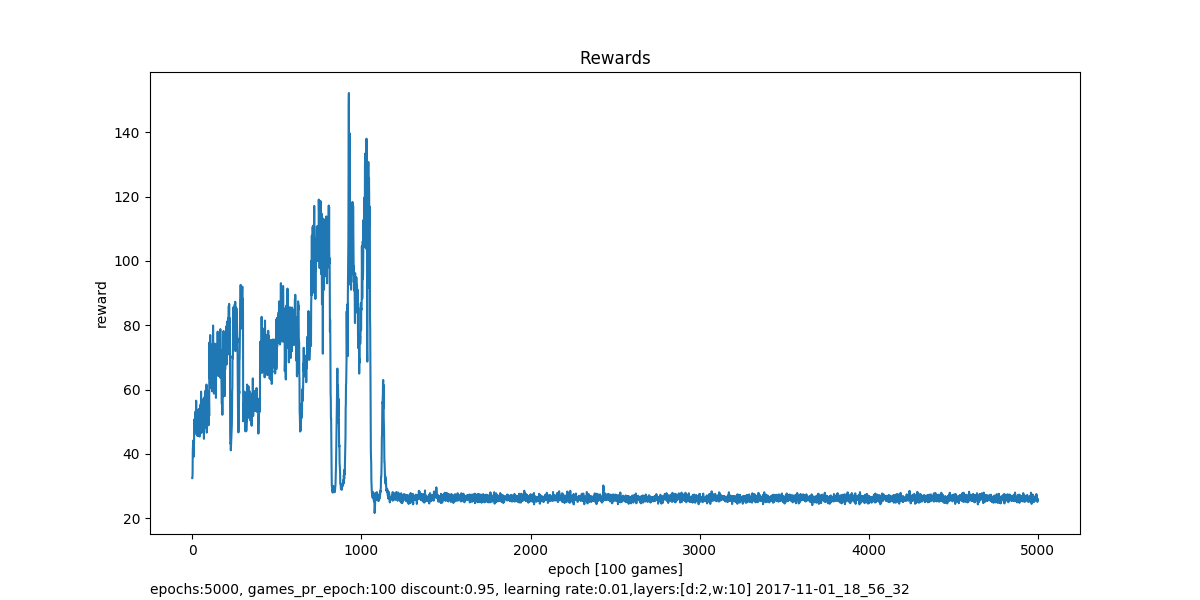 Rewards
140
120
100
80
60
40
20
reward
0 1000 2000 3000 4000 5000
epoch [100 games]
epochs:5000, games_pr_epoch:100 discount:0.95, learning rate:0.01,layers:[d:2,w:10] 2017-11-01_18_56_32